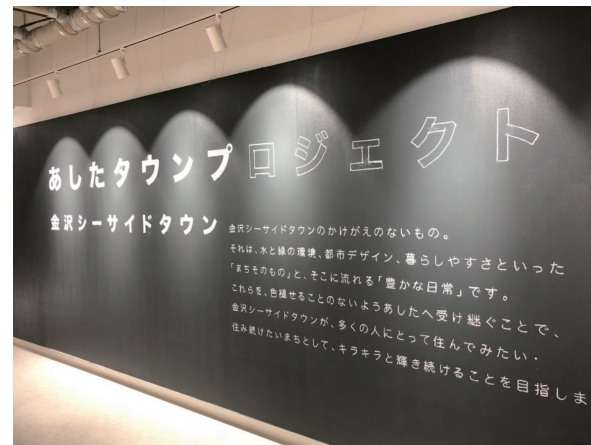 あしたタウンプロジェクト
金沢シーサイドタウン
金沢シーサイドタウンのかけがえのないもの。
それは、水と緑の環境、都市デザイン、暮らしやすさといった
「まちそのもの」と、そこに流れる「豊かな日常」です。
これらを、色褪せることのないようあしたへ受け継ぐことで、
金沢シーサイドタウンが、多くの人にとって住んでみたい・
住み続けたいまちとして、キラキラと輝き続けることを目指しま